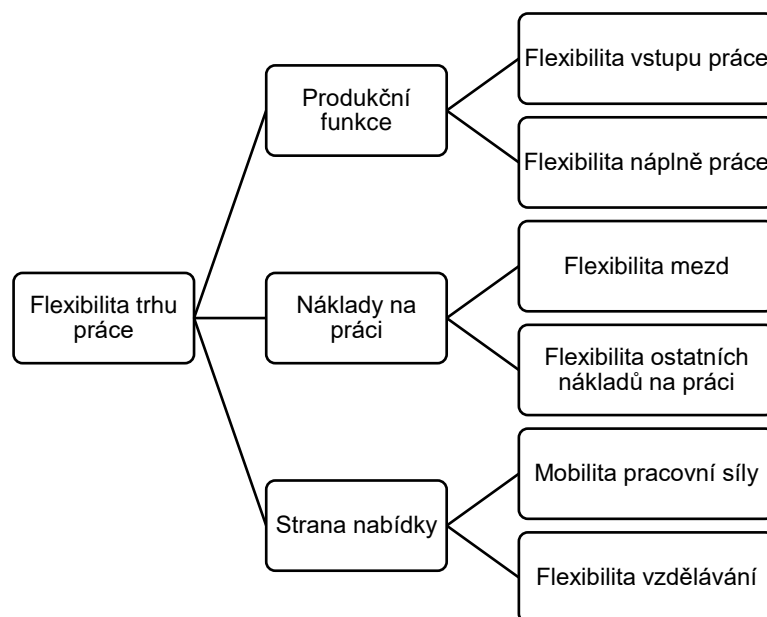 Flexibilita trhu
práce
Produkční
funkce
Flexibilita vstupu práce
Flexibilita náplně práce
Náklady na
práci
Flexibilita mezd
Flexibilita ostatních
nákladů na práci
Strana nabídky
Mobilita pracovní síly
Flexibilita vzdělávání